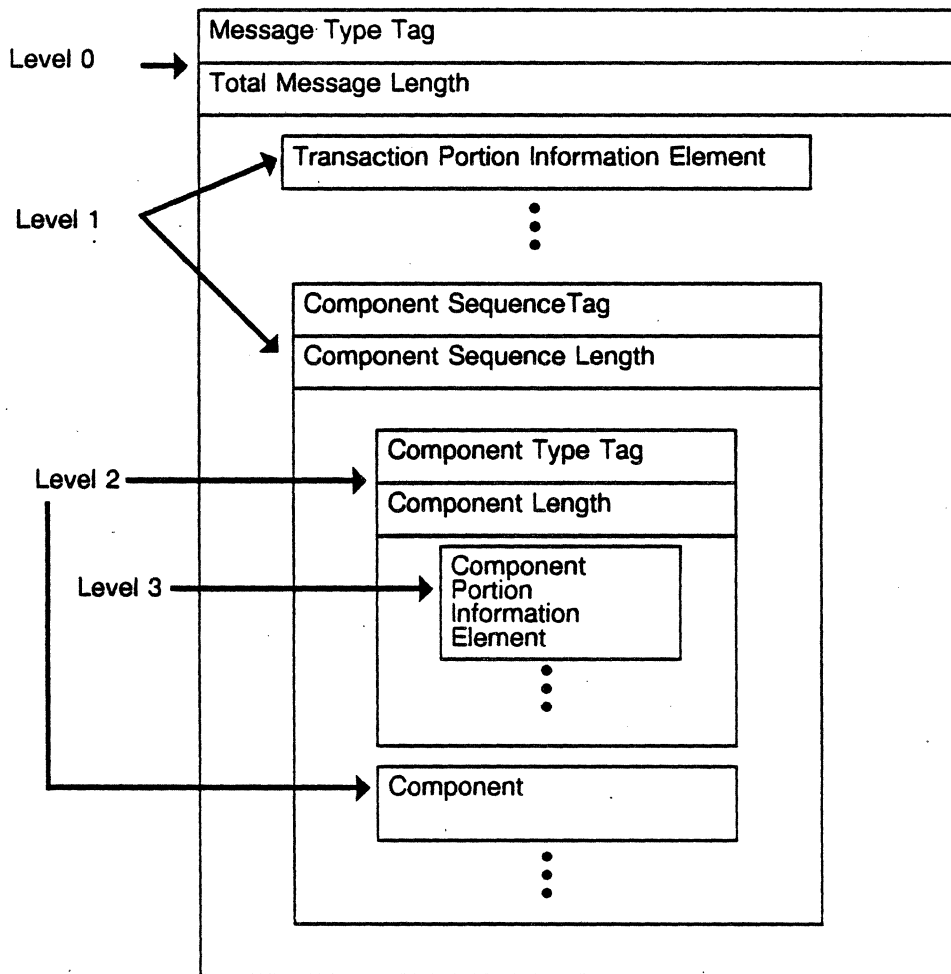 Message Type Tag
Level 0
Total Message Length
Transaction Portion Information Element
Level 1
Component SequenceTag
Component Sequence Length
Component Type Tag
Level 2
Component Length
Component
Portion
Information
Element
Level 3
Component